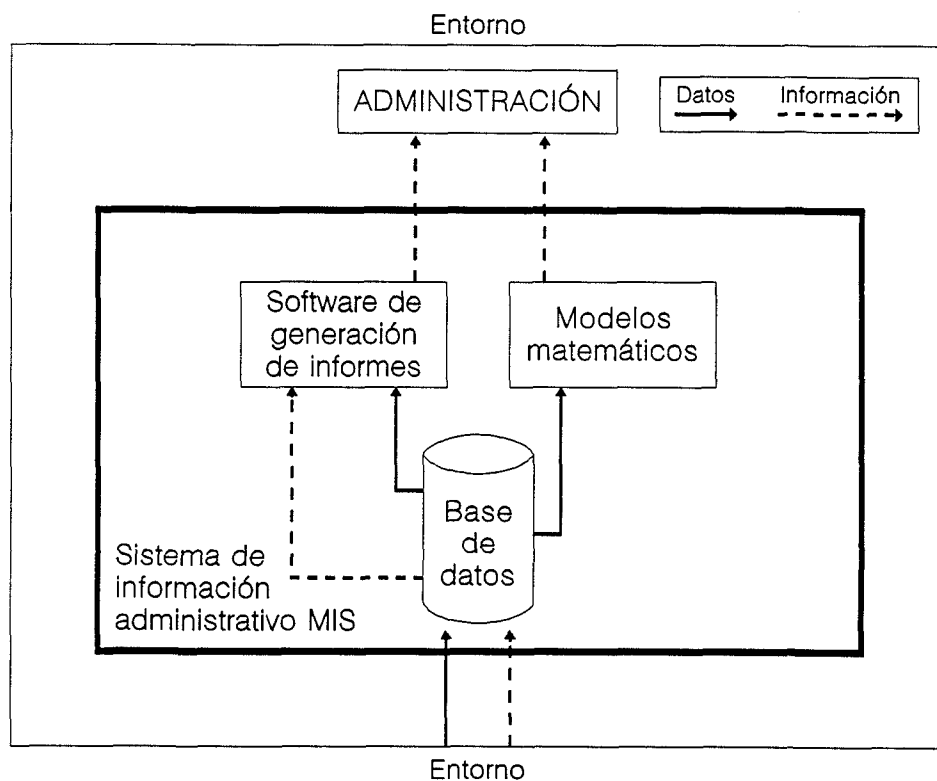 Entorno
ADMINISTRACIÓN
Datos
Información
Software de
generación
de informes
Modelos
matemáticos
Base
de
datos
Sistema de
información
administrativo MIS
Entorno